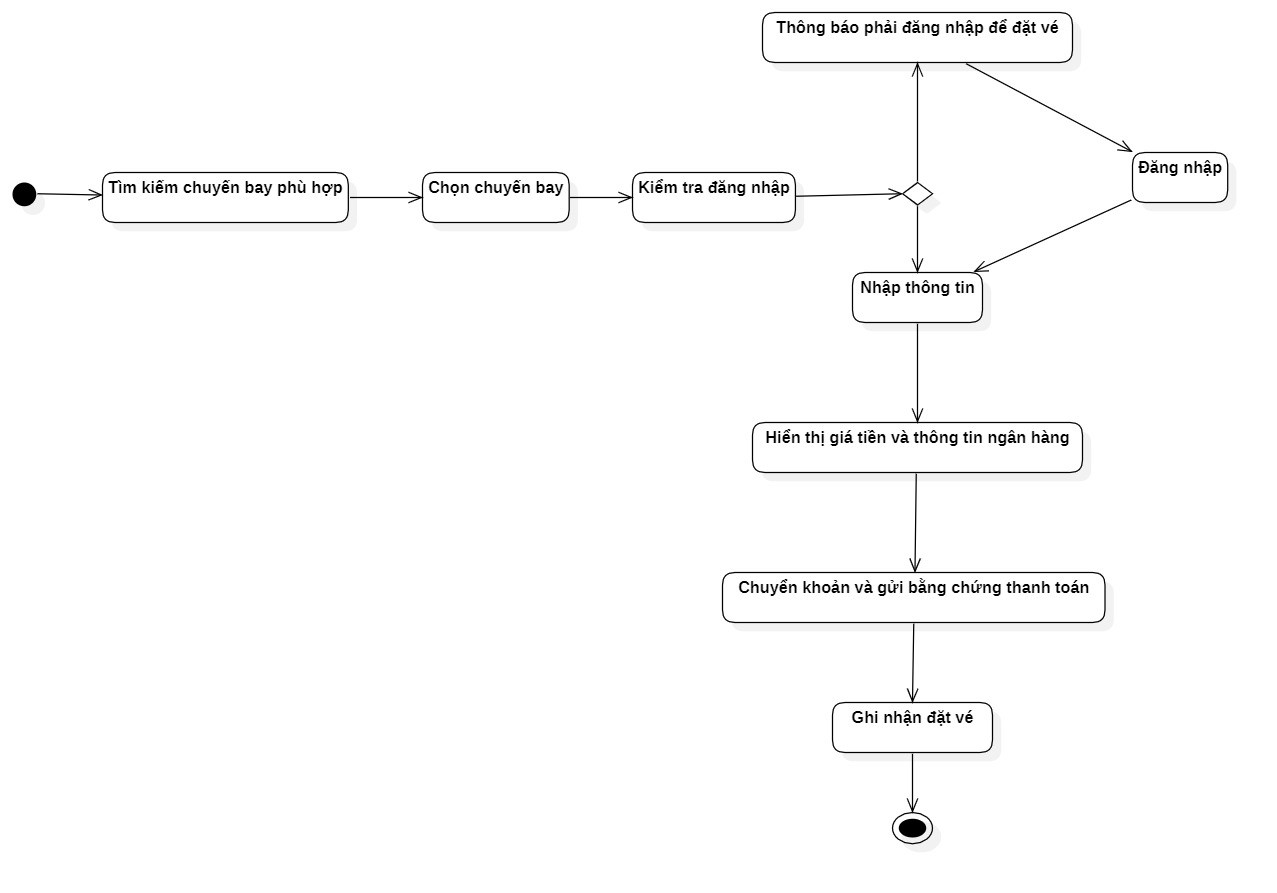 Thông báo phải đăng nhập để đặt vé
Tìm kiếm chuyến bay phù hợp
Chọn chuyến bay
Kiểm tra đăng nhập
Đăng nhập
Nhập thông tin
Hiển thị giá tiền và thông tin ngân hàng
Chuyển khoản và gửi bằng chứng thanh toán
Ghi nhận đặt vé